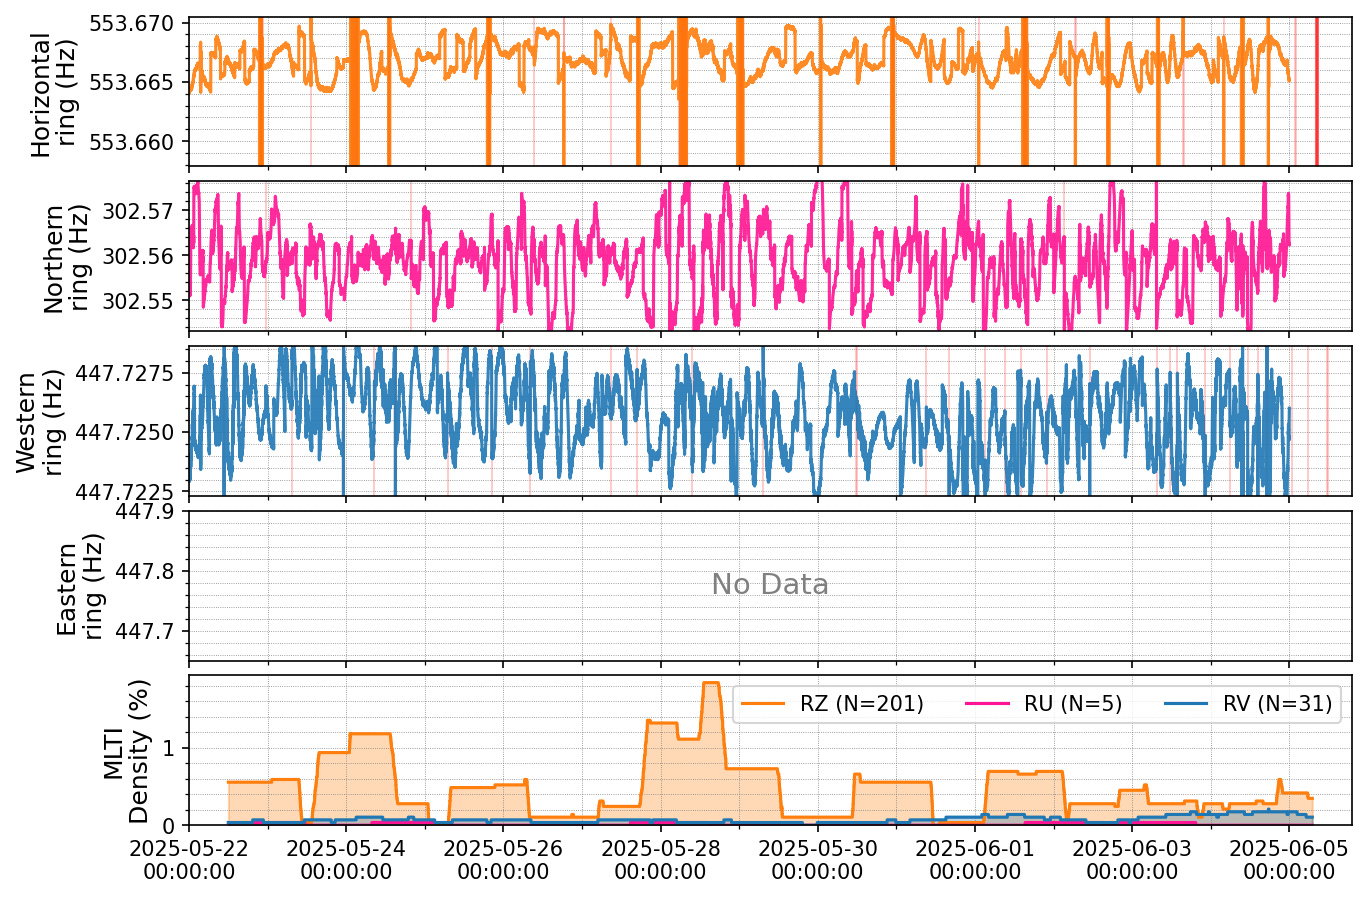 Horizontal
ring (Hz)
553.670
553.665
553.660
Northern
ring (Hz)
302.57
302.56
302.55
Western
ring (Hz)
447.7275
447.7250
447.7225
Eastern
ring (Hz)
447.9
447.8
447.7
No Data
MLTI
Density (%)
1
0
RZ (N=201) RU (N=5) RV (N=31)
2025-05-22 2025-05-24 2025-05-26 2025-05-28 2025-05-30 2025-06-01 2025-06-03 2025-06-05
00:00:00 00:00:00 00:00:00 00:00:00 00:00:00 00:00:00 00:00:00 00:00:00